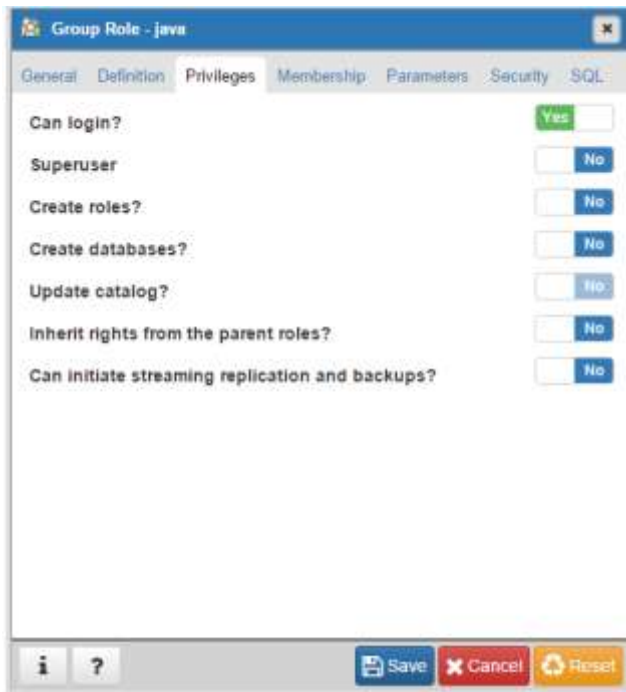 Group Role - java
General Definition Privileges Membership Parameters Security SQL
Can login? Yes
Superuser No
Create roles? No
Create databases? No
Update catalog? No
Inherit rights from the parent roles? No
Can initiate streaming replication and backups? No
i ? Save Cancel Reset